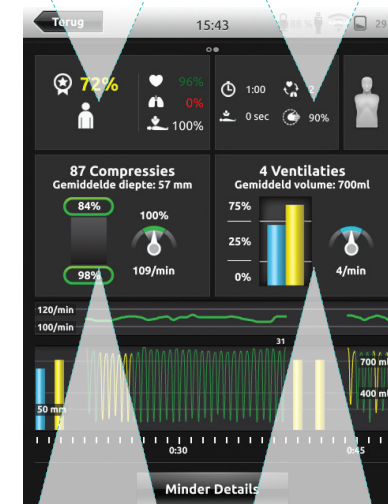 Terug
15:43
88 %
29
72%
96%
0%
100%
1:00
2
0 sec
90%
87 Compressies
Gemiddelde diepte: 57 mm
84%
100%
98%
109/min
4 Ventilaties
Gemiddeld volume: 700ml
75%
25%
0%
4/min
120/min
100/min
31
700 ml
400 ml
50 mm
0:30
0:45
Minder Details